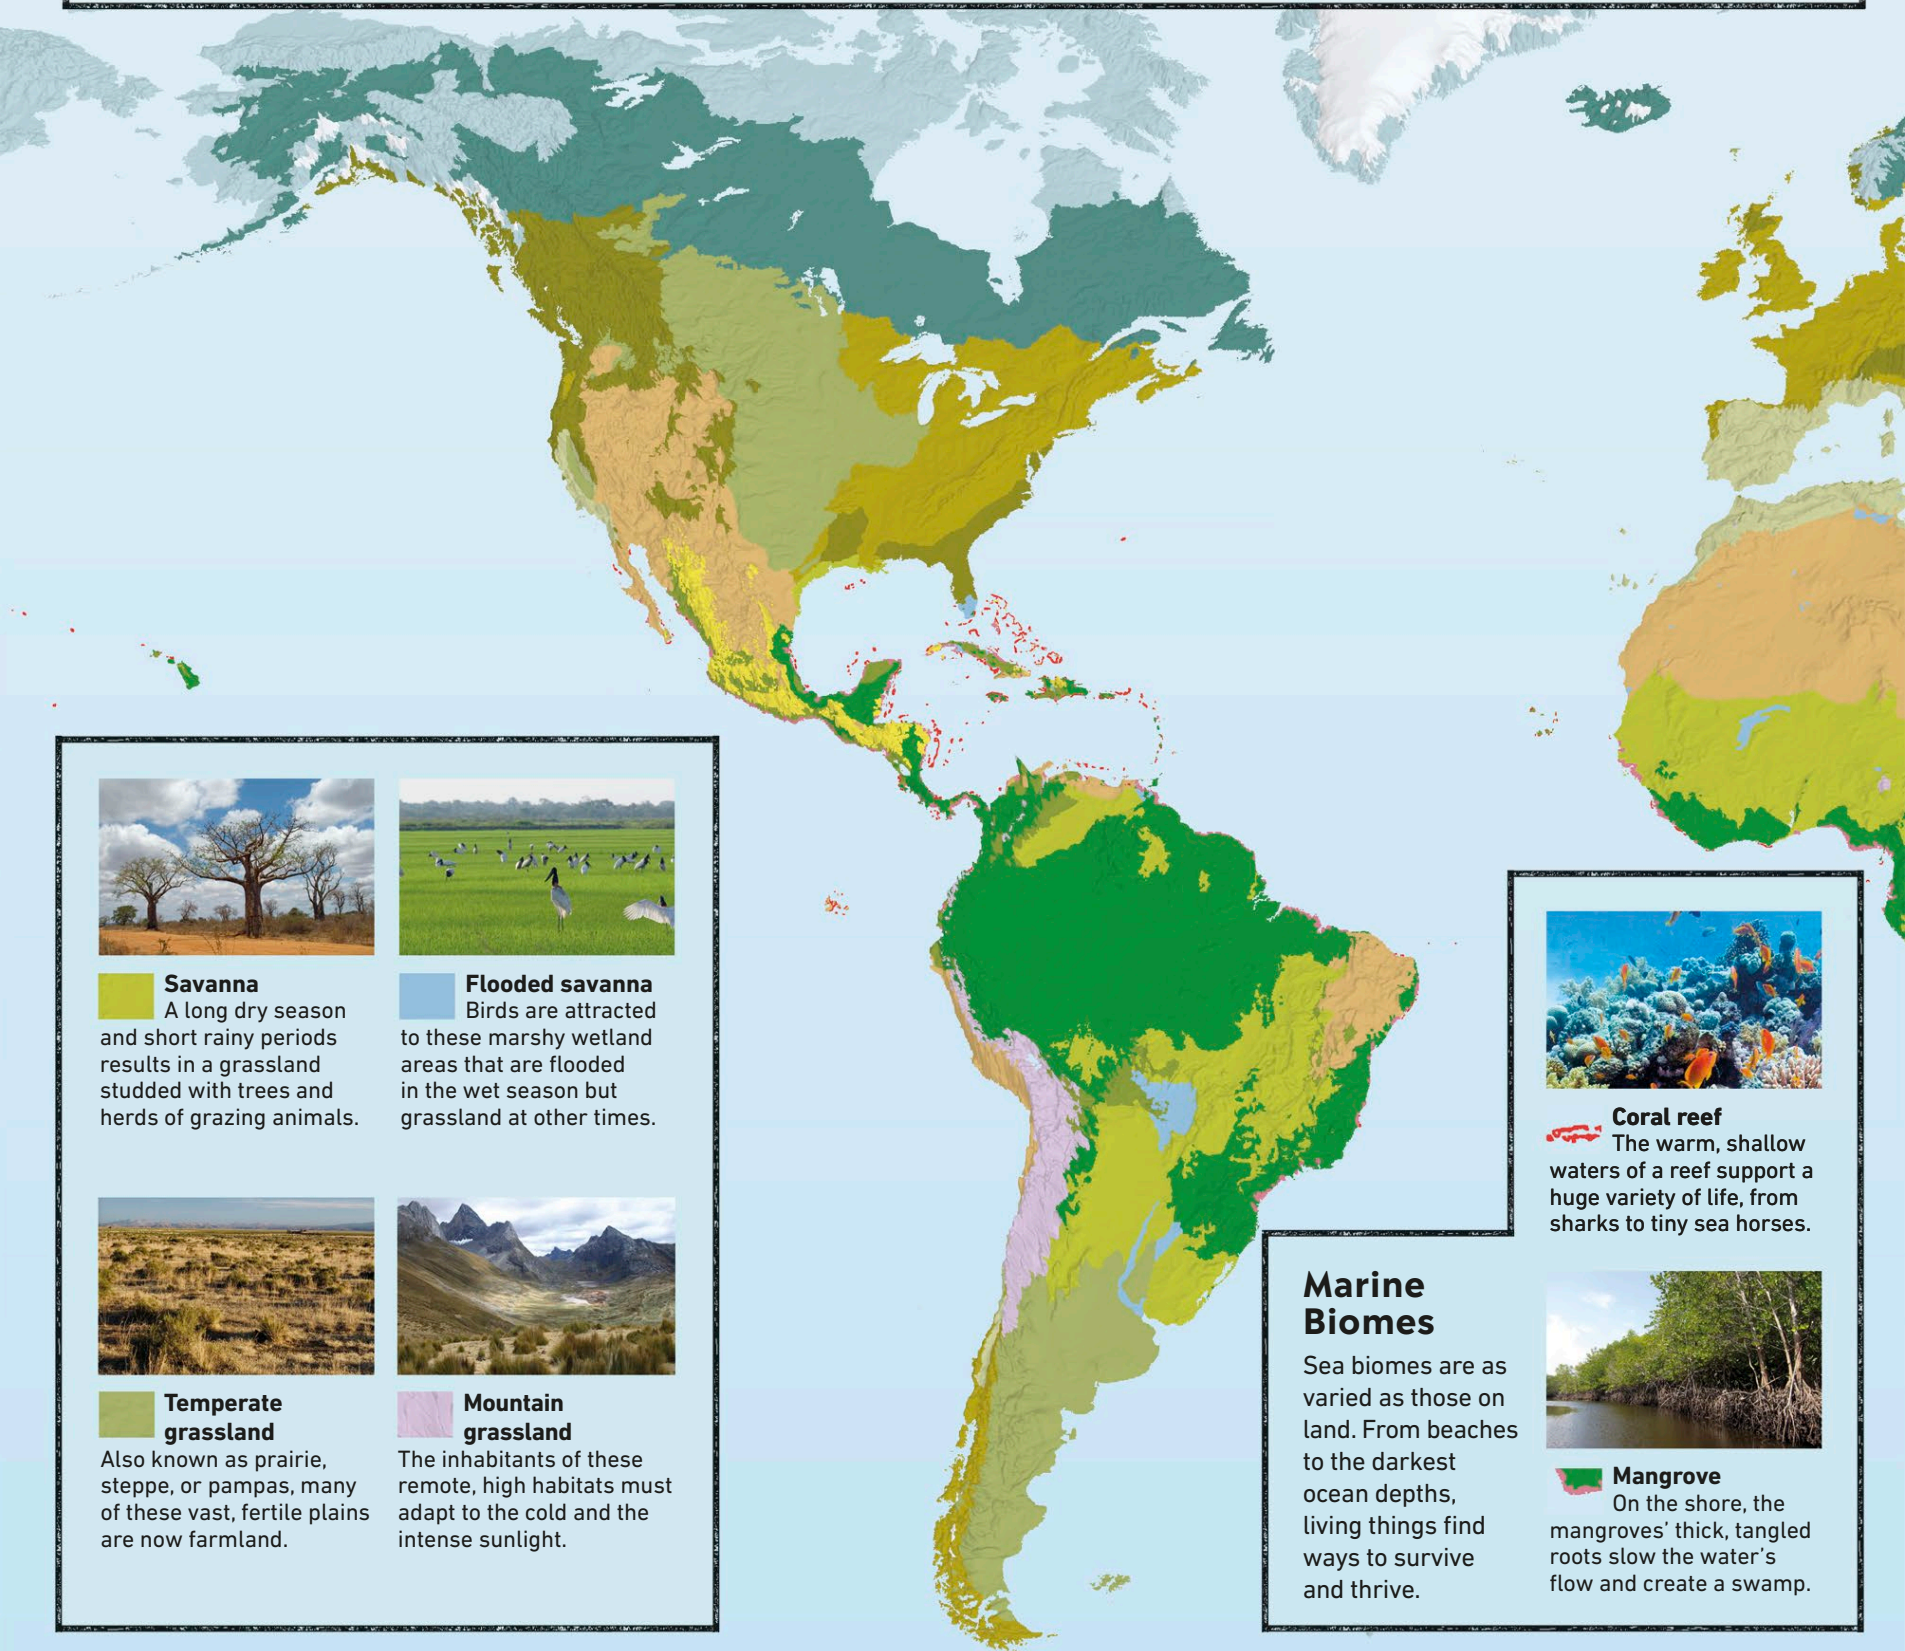 Savanna
A long dry season
and short rainy periods
results in a grassland
studded with trees and
herds of grazing animals.
Flooded savanna
Birds are attracted
to these marshy wetland
areas that are flooded
in the wet season but
grassland at other times.
Temperate
grassland
Also known as prairie,
steppe, or pampas, many
of these vast, fertile plains
are now farmland.
Mountain
grassland
The inhabitants of these
remote, high habitats must
adapt to the cold and the
intense sunlight.
Marine
Biomes
Sea biomes are as
varied as those on
land. From beaches
to the darkest
ocean depths,
living things find
ways to survive
and thrive.
Coral reef
The warm, shallow
waters of a reef support a
huge variety of life, from
sharks to tiny sea horses.
Mangrove
On the shore, the
mangroves’ thick, tangled
roots slow the water’s
flow and create a swamp.